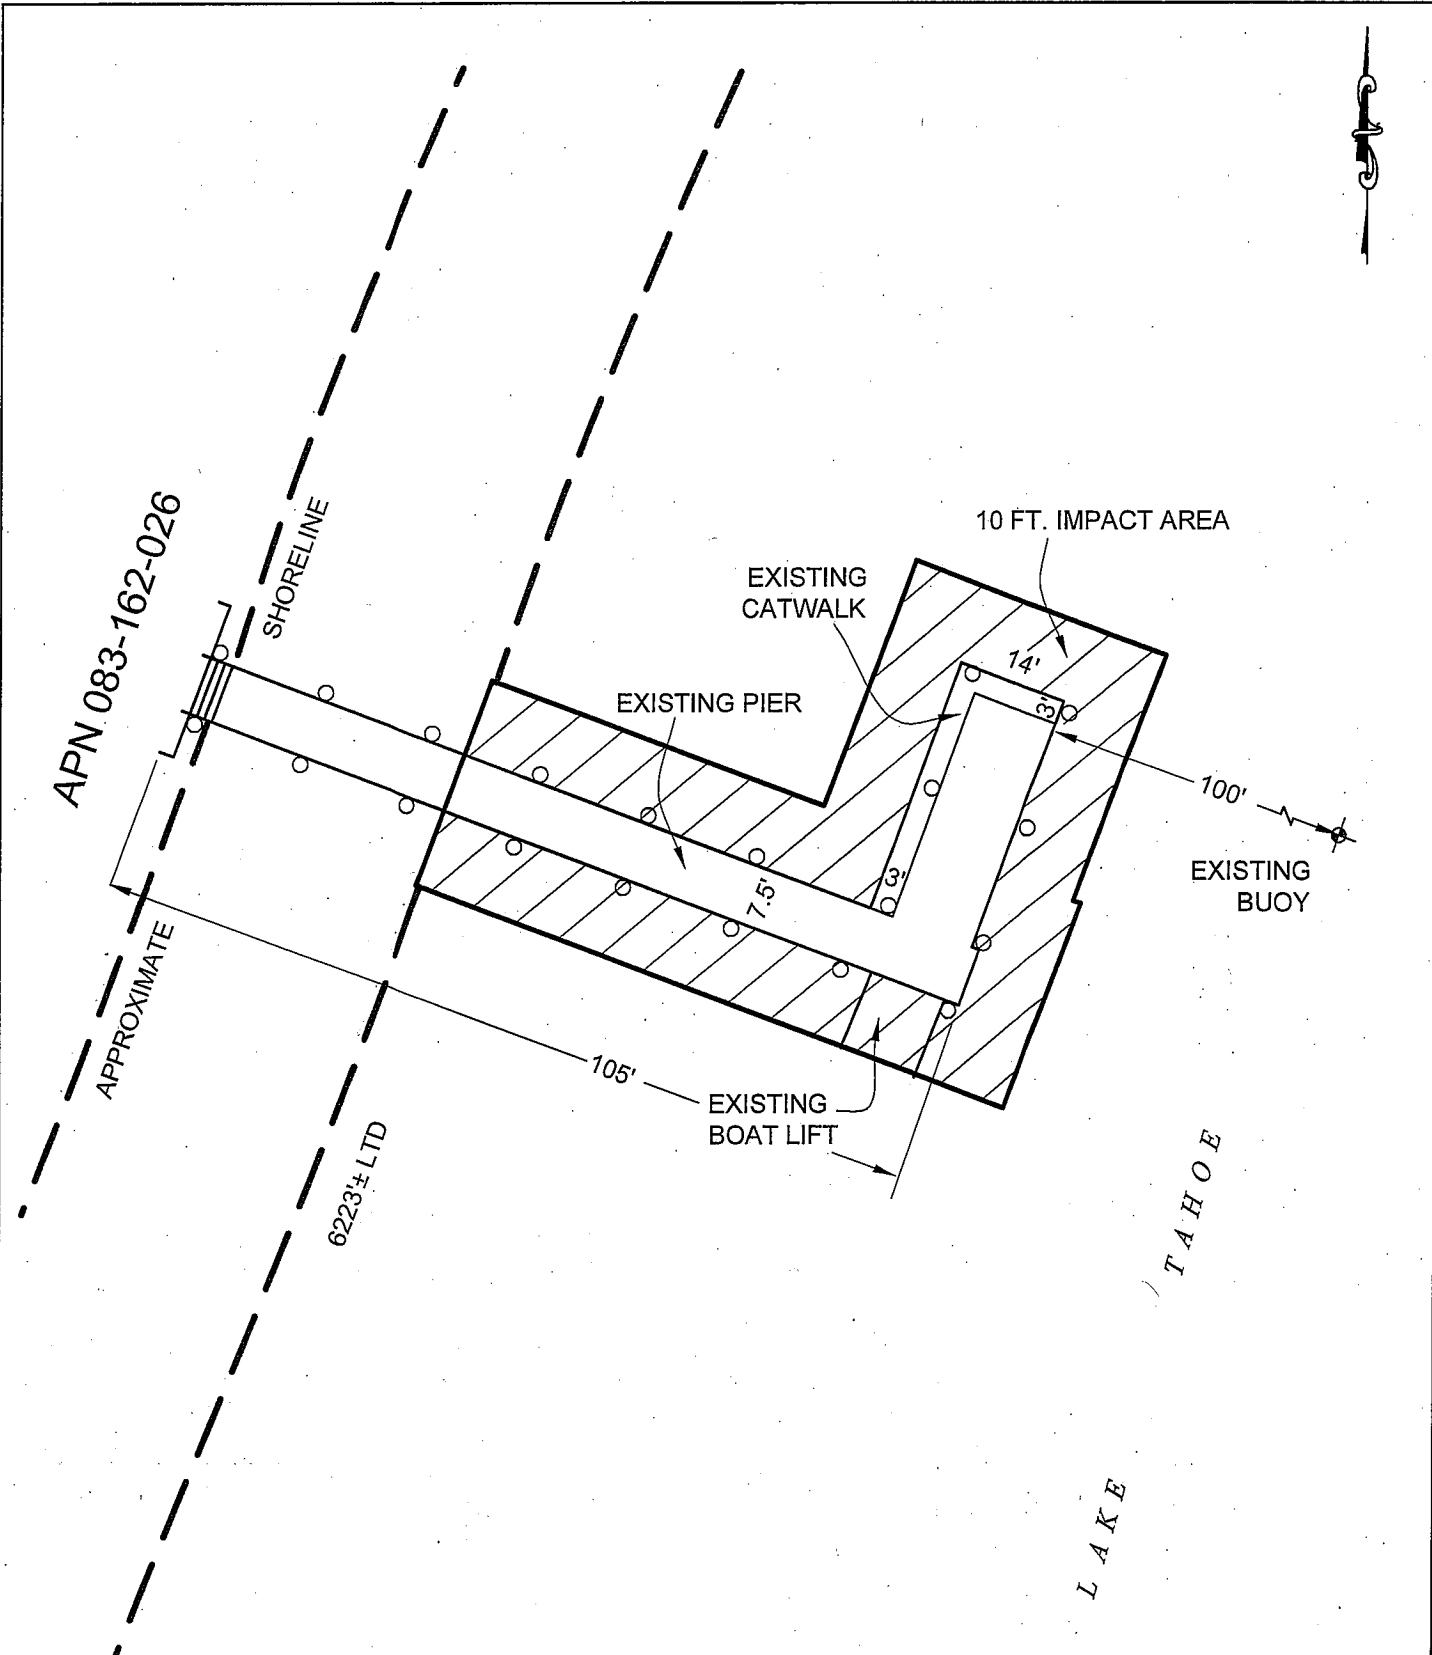 APN 083-162-026
SHORELINE
10 FT. IMPACT AREA
EXISTING
CATWALK
14'
3'
EXISTING PIER
100'
EXISTING
BUOY
3'
7.5'
APPROXIMATE
105'
EXISTING
BOAT LIFT
6223'± LTD
LAKE TAHOE